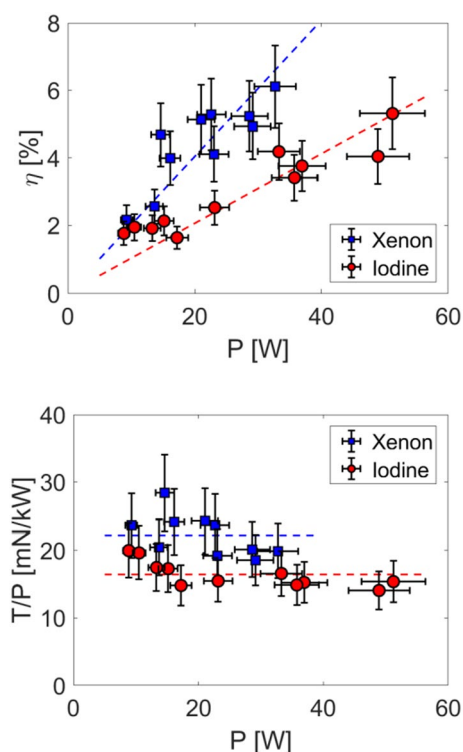 8
6
4
2
0
η [%]
Xenon
Iodine
0 20 40 60
P [W]
40
30
20
10
0
T/P [mN/kW]
Xenon
Iodine
0 20 40 60
P [W]